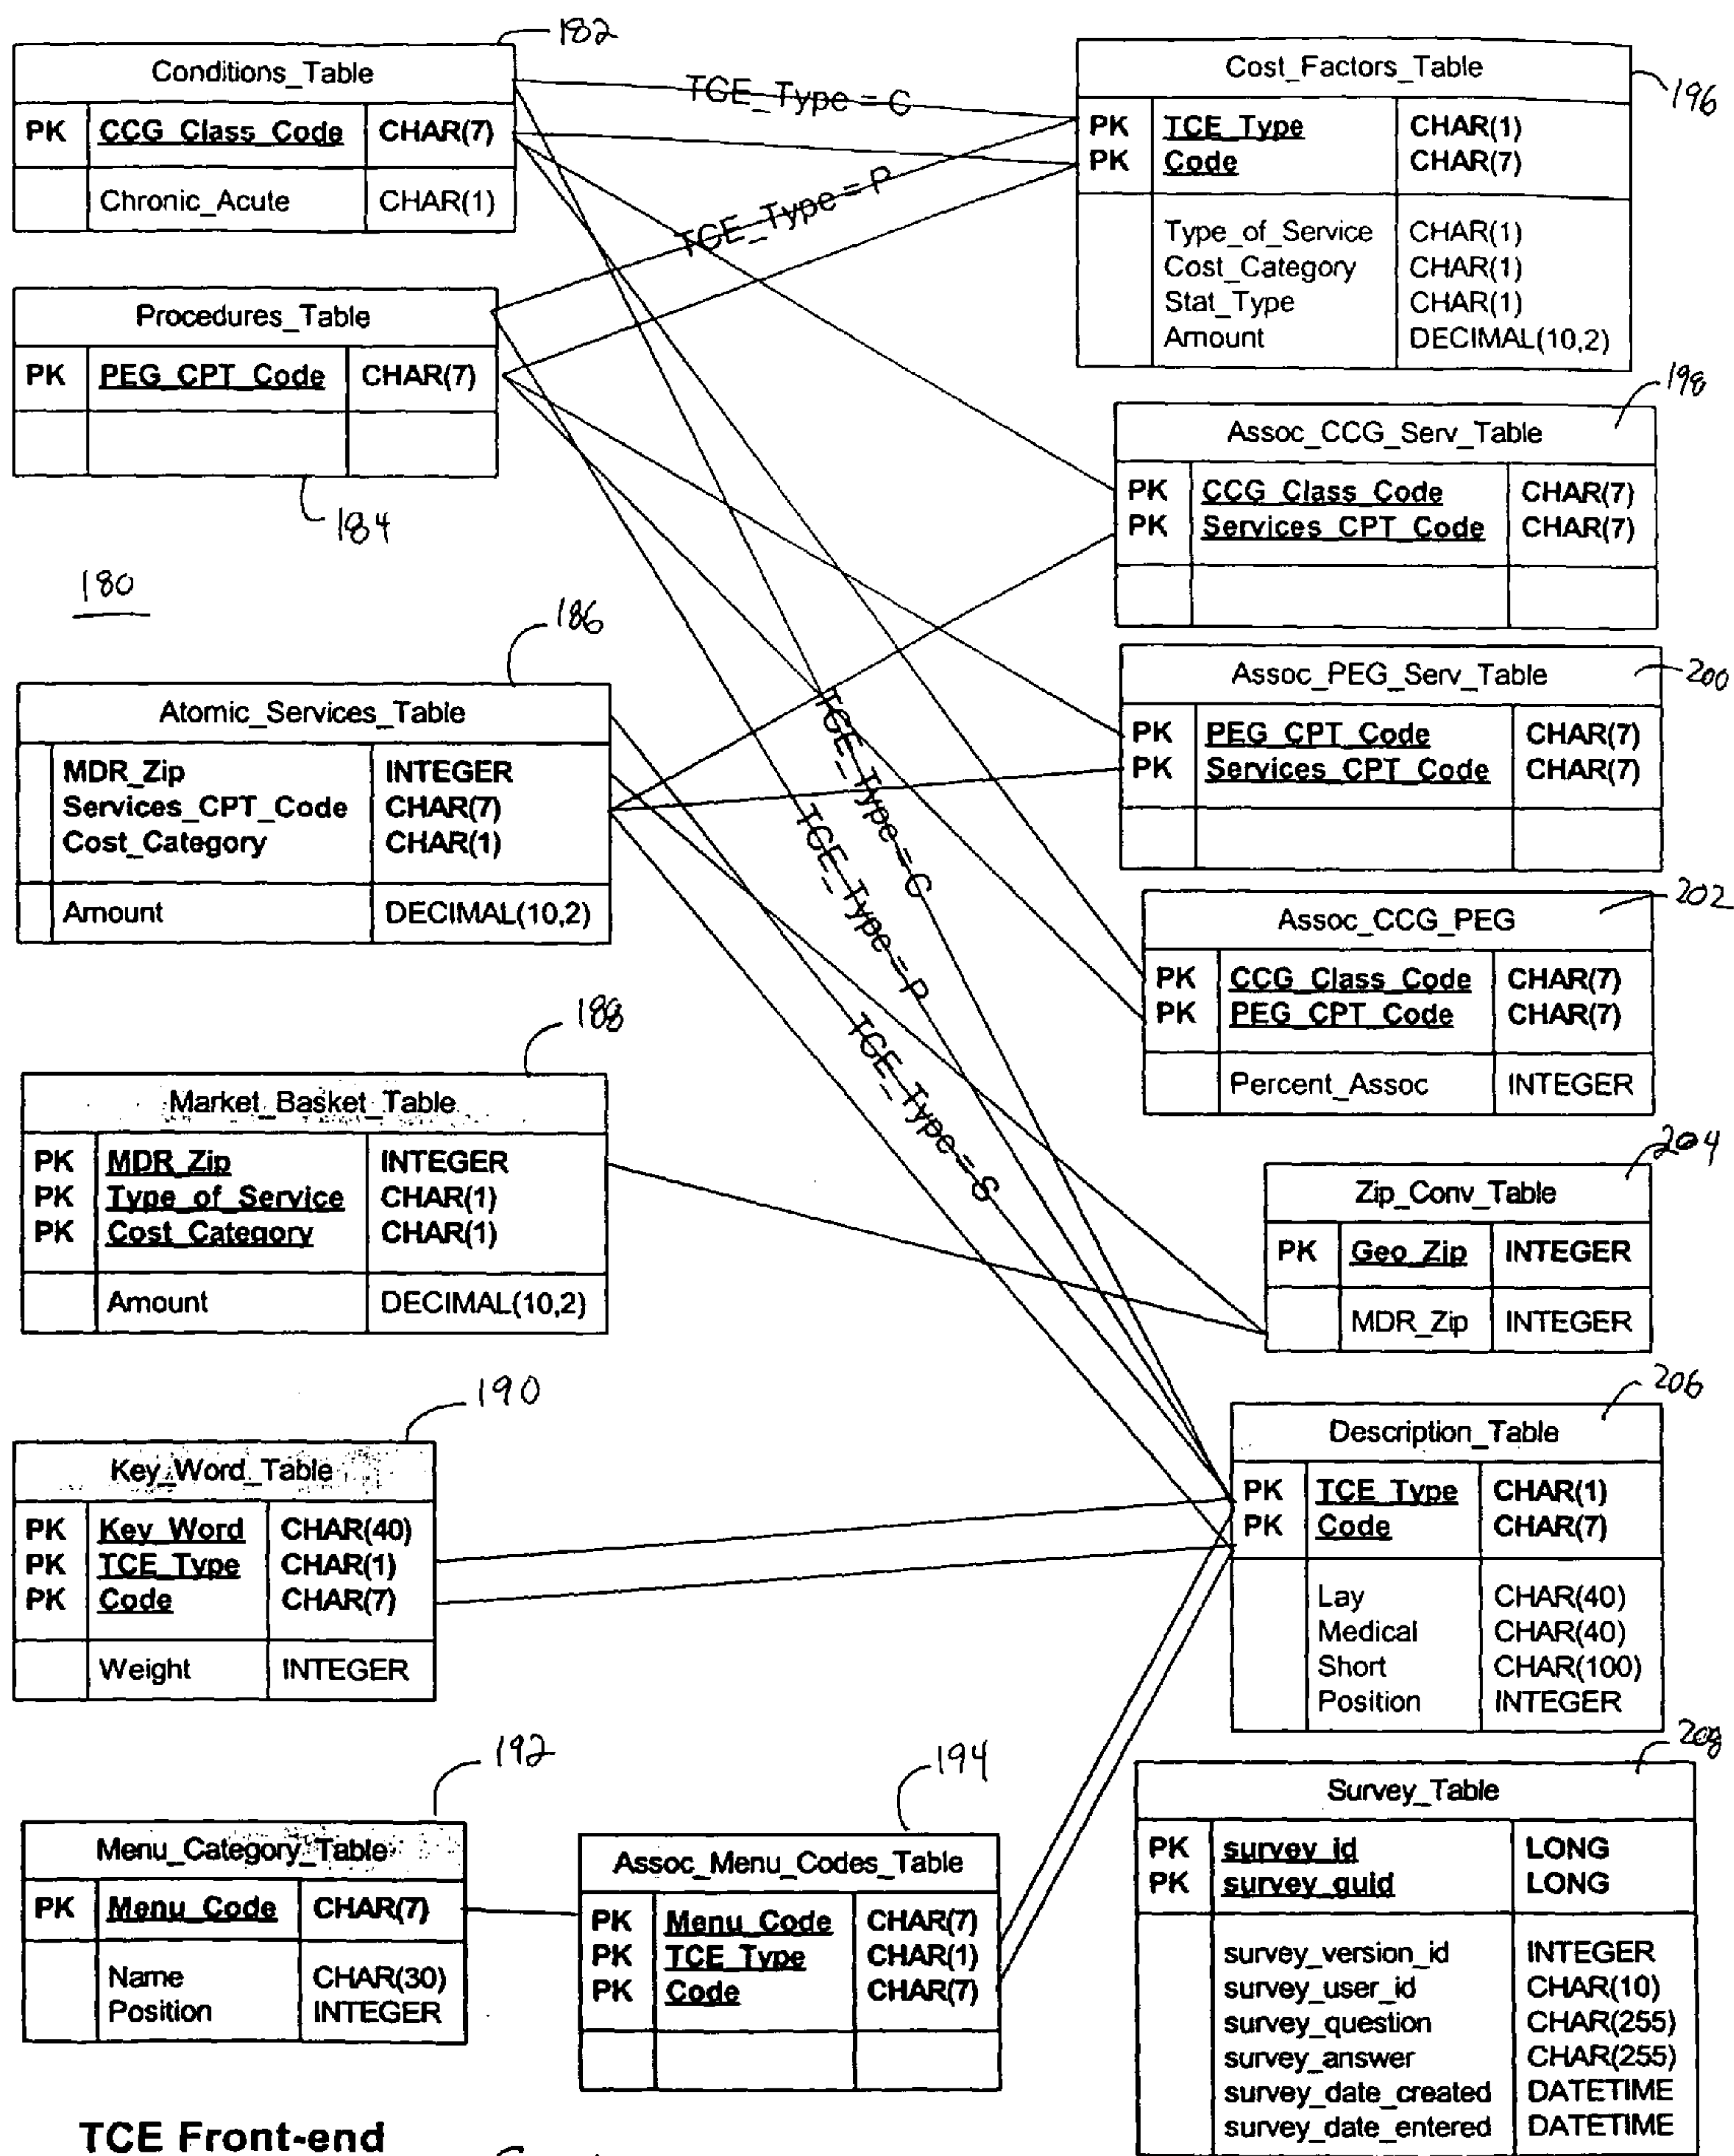 182
Conditions_Table
PK CCG_Class_Code CHAR(7)
Chronic_Acute CHAR(1)
Procedures_Table
PK PEG_CPT_Code CHAR(7)
184
180
186
Atomic_Services_Table
MDR_Zip INTEGER
Services_CPT_Code CHAR(7)
Cost_Category CHAR(1)
Amount DECIMAL(10,2)
188
Market_Basket_Table
PK MDR_Zip INTEGER
PK Type_of_Service CHAR(1)
PK Cost_Category CHAR(1)
Amount DECIMAL(10,2)
190
Key_Word_Table
PK Key_Word CHAR(40)
PK TCE_Type CHAR(1)
PK Code CHAR(7)
Weight INTEGER
192
Menu_Category_Table
PK Menu_Code CHAR(7)
Name CHAR(30)
Position INTEGER
194
Assoc_Menu_Codes_Table
PK Menu_Code CHAR(7)
PK TCE_Type CHAR(1)
PK Code CHAR(7)
TCE_Type = C
TCE_Type = P
TCE_Type = C
TCE_Type = P
TCE_Type = S
Cost_Factors_Table
196
PK TCE_Type CHAR(1)
PK Code CHAR(7)
Type_of_Service CHAR(1)
Cost_Category CHAR(1)
Stat_Type CHAR(1)
Amount DECIMAL(10,2)
198
Assoc_CCG_Serv_Table
PK CCG_Class_Code CHAR(7)
PK Services_CPT_Code CHAR(7)
Assoc_PEG_Serv_Table
200
PK PEG_CPT_Code CHAR(7)
PK Services_CPT_Code CHAR(7)
202
Assoc_CCG_PEG
PK CCG_Class_Code CHAR(7)
PK PEG_CPT_Code CHAR(7)
Percent_Assoc INTEGER
204
Zip_Conv_Table
PK Geo_Zip INTEGER
MDR_Zip INTEGER
206
Description_Table
PK TCE_Type CHAR(1)
PK Code CHAR(7)
Lay CHAR(40)
Medical CHAR(40)
Short CHAR(100)
Position INTEGER
208
Survey_Table
PK survey_id LONG
PK survey_guid LONG
survey_version_id INTEGER
survey_user_id CHAR(10)
survey_question CHAR(255)
survey_answer CHAR(255)
survey_date_created DATETIME
survey_date_entered DATETIME
TCE Front-end